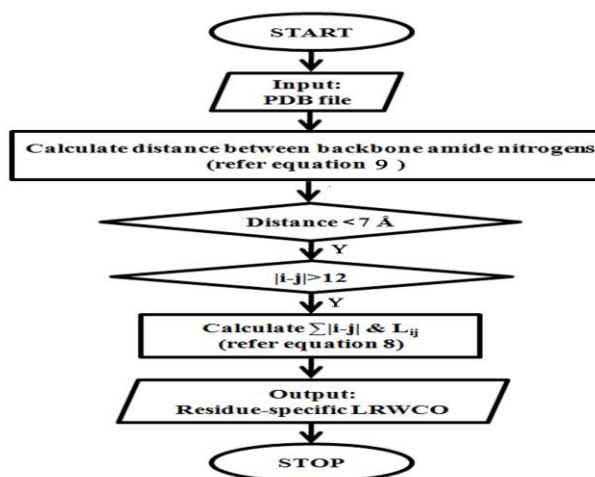 START
Input:
PDB file
Calculate distance between backbone amide nitrogens
(refer equation 9 )
Distance < 7 Å
Y
|i-j|>12
Y
Calculate ∑|i-j| & Lij
(refer equation 8)
Output:
Residue-specific LRWCO
STOP